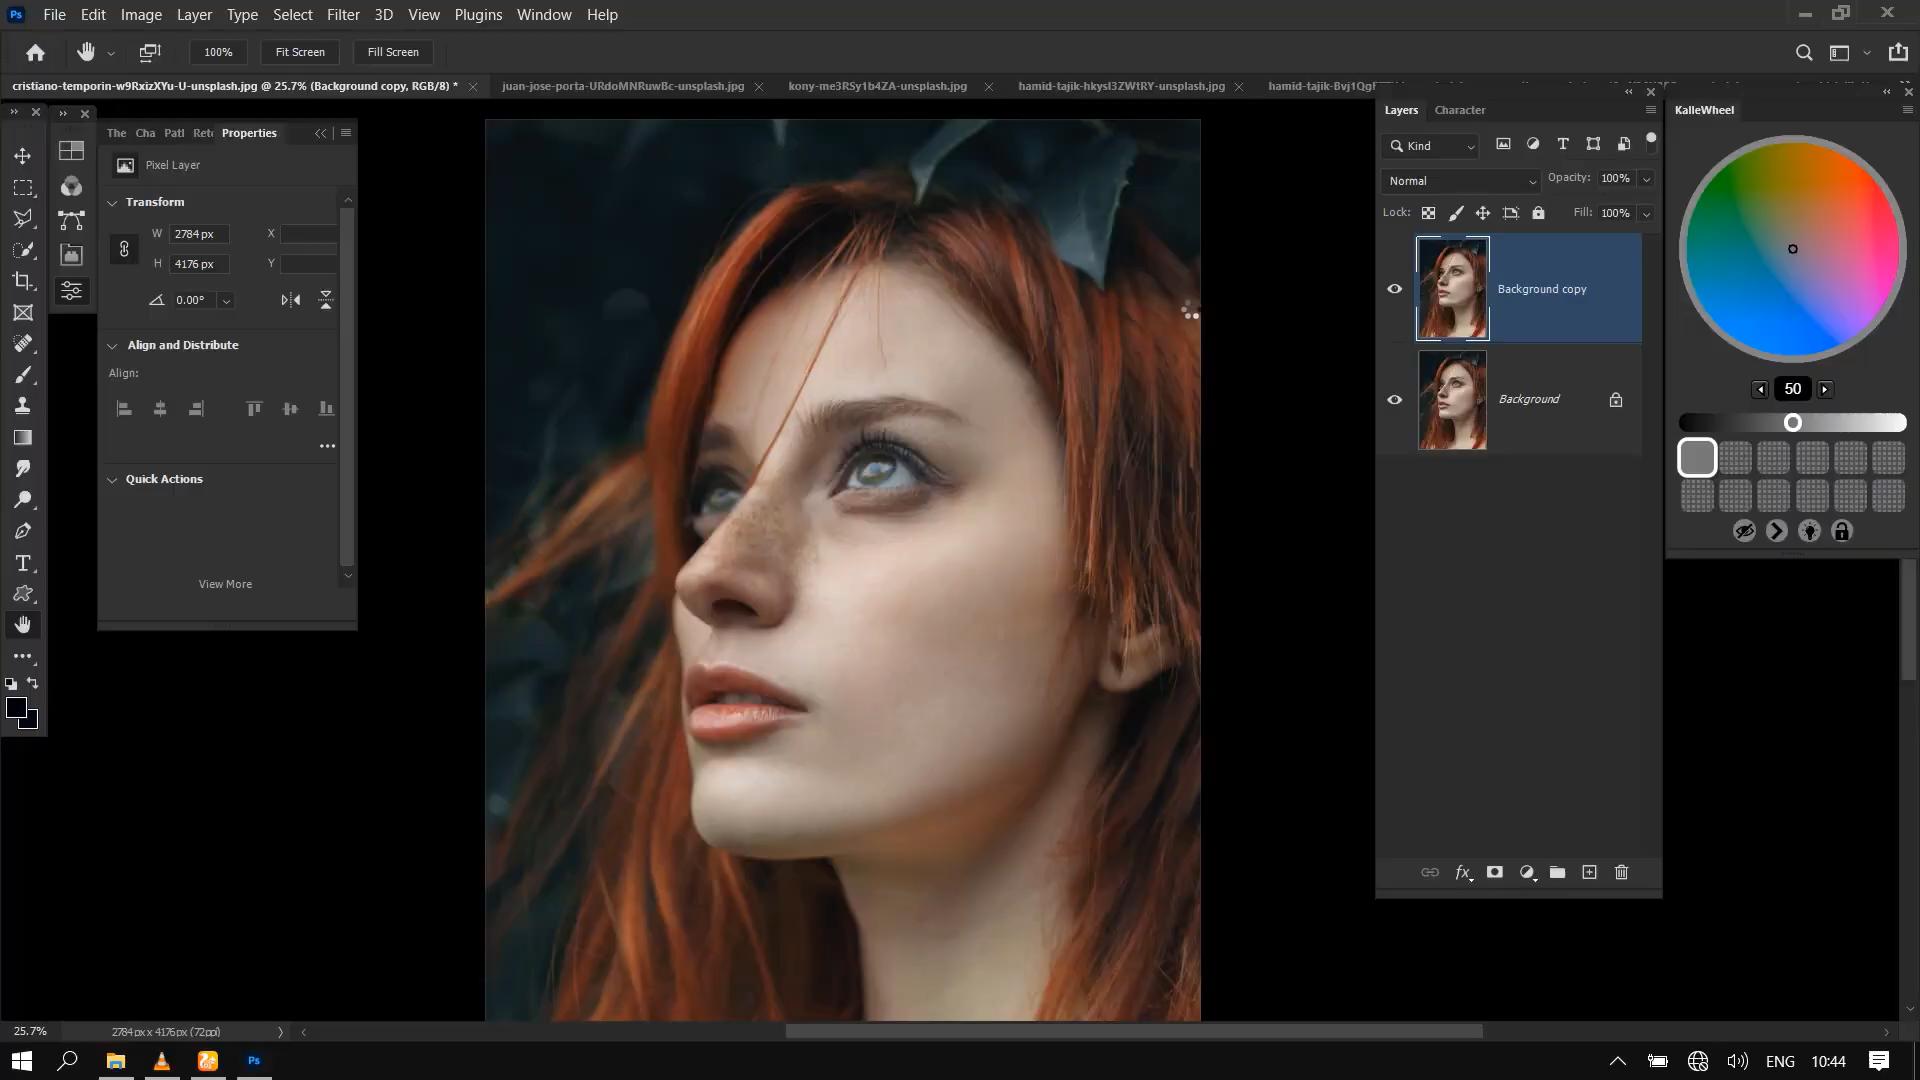 Ps File Edit Image Layer Type Select Filter 3D View Plugins Window Help
100% Fit Screen Fill Screen
cristiano-temporin-w9RxizXYu-U-unsplash.jpg @ 25.7% (Background copy, RGB/8) *
juan-jose-porta-URdoMNRuwBc-unsplash.jpg
kony-me3RSy1b4ZA-unsplash.jpg
hamid-tajik-hkysI3ZWtRY-unsplash.jpg
The Cha Patl Ret Properties
Pixel Layer
Transform
W 2784 px X
H 4176 px Y
0.00°
Align and Distribute
Align:
Quick Actions
View More
Layers Character
Kind
Normal Opacity: 100%
Lock: Fill: 100%
Background copy
Background
KalleWheel
50
25.7% 2784 px x 4176 px (72 ppi)
Ps ENG 10:44